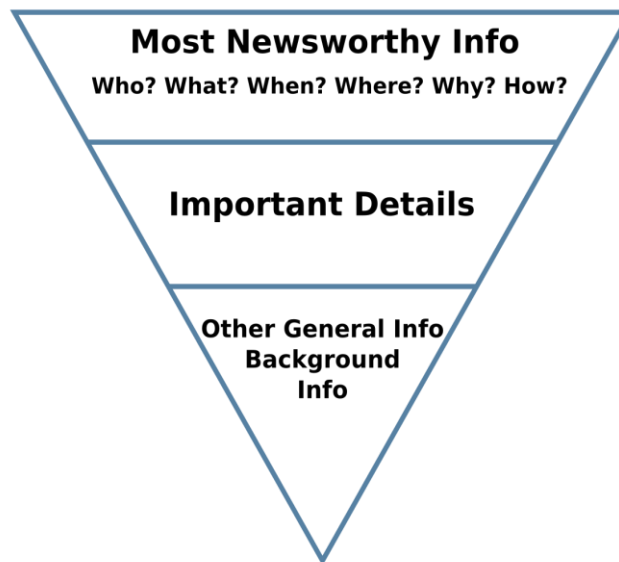 Most Newsworthy Info
Who? What? When? Where? Why? How?
Important Details
Other General Info
Background
Info